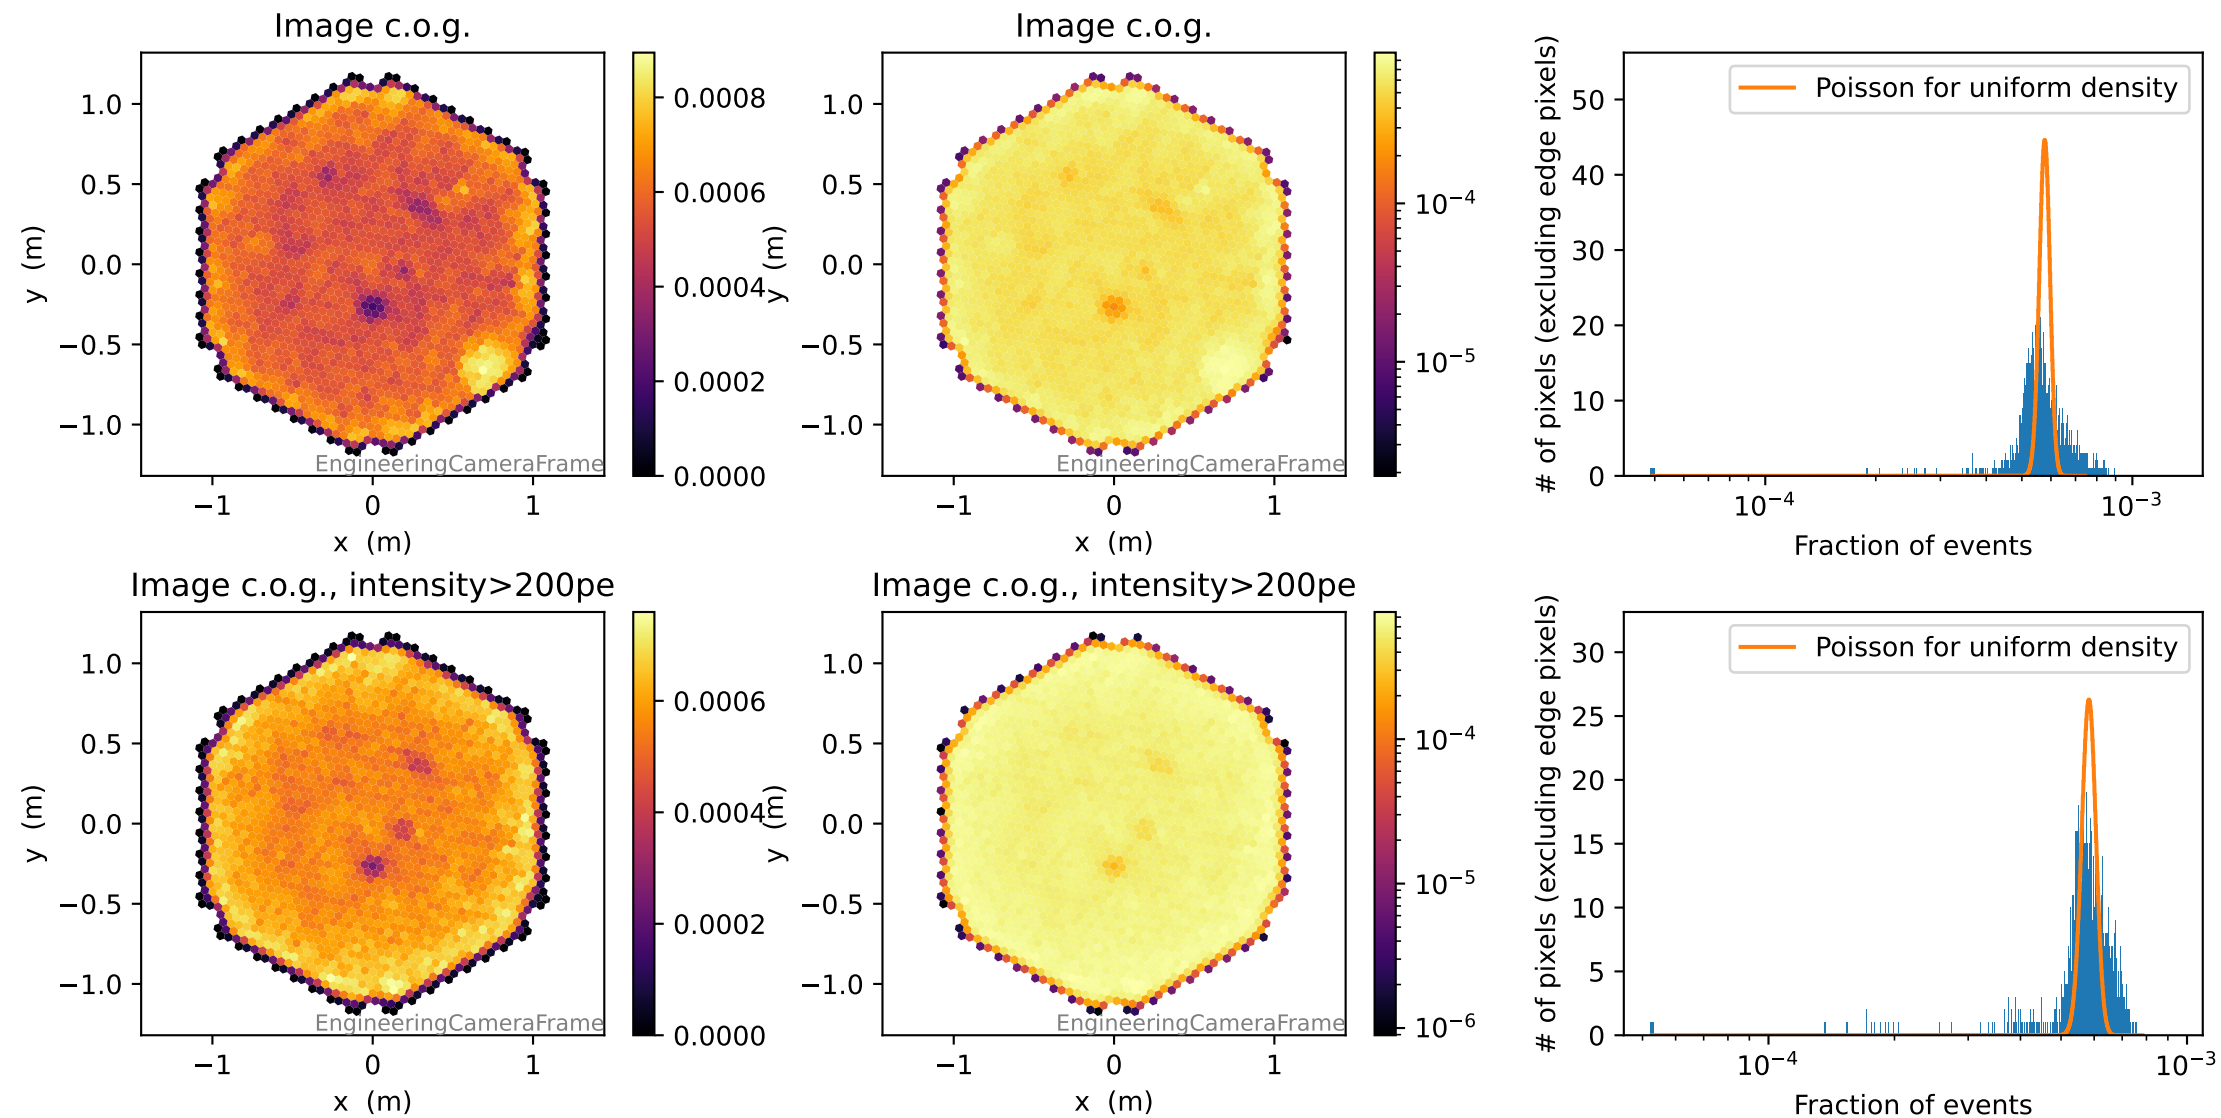 Image c.o.g.
1.0
0.5
0.0
−0.5
−1.0
y (m)
−1
0
1
x (m)
EngineeringCameraFrame
0.0008
0.0006
0.0004
0.0002
0.0000
Image c.o.g.
1.0
0.5
0.0
−0.5
−1.0
y (m)
−1
0
1
x (m)
EngineeringCameraFrame
10⁻⁴
10⁻⁵
# of pixels (excluding edge pixels)
50
40
30
20
10
0
Poisson for uniform density
10⁻⁴
10⁻³
Fraction of events
Image c.o.g., intensity>200pe
1.0
0.5
0.0
−0.5
−1.0
y (m)
−1
0
1
x (m)
EngineeringCameraFrame
0.0006
0.0004
0.0002
0.0000
Image c.o.g., intensity>200pe
1.0
0.5
0.0
−0.5
−1.0
y (m)
−1
0
1
x (m)
EngineeringCameraFrame
10⁻⁴
10⁻⁵
10⁻⁶
# of pixels (excluding edge pixels)
30
25
20
15
10
5
0
Poisson for uniform density
10⁻⁴
10⁻³
Fraction of events